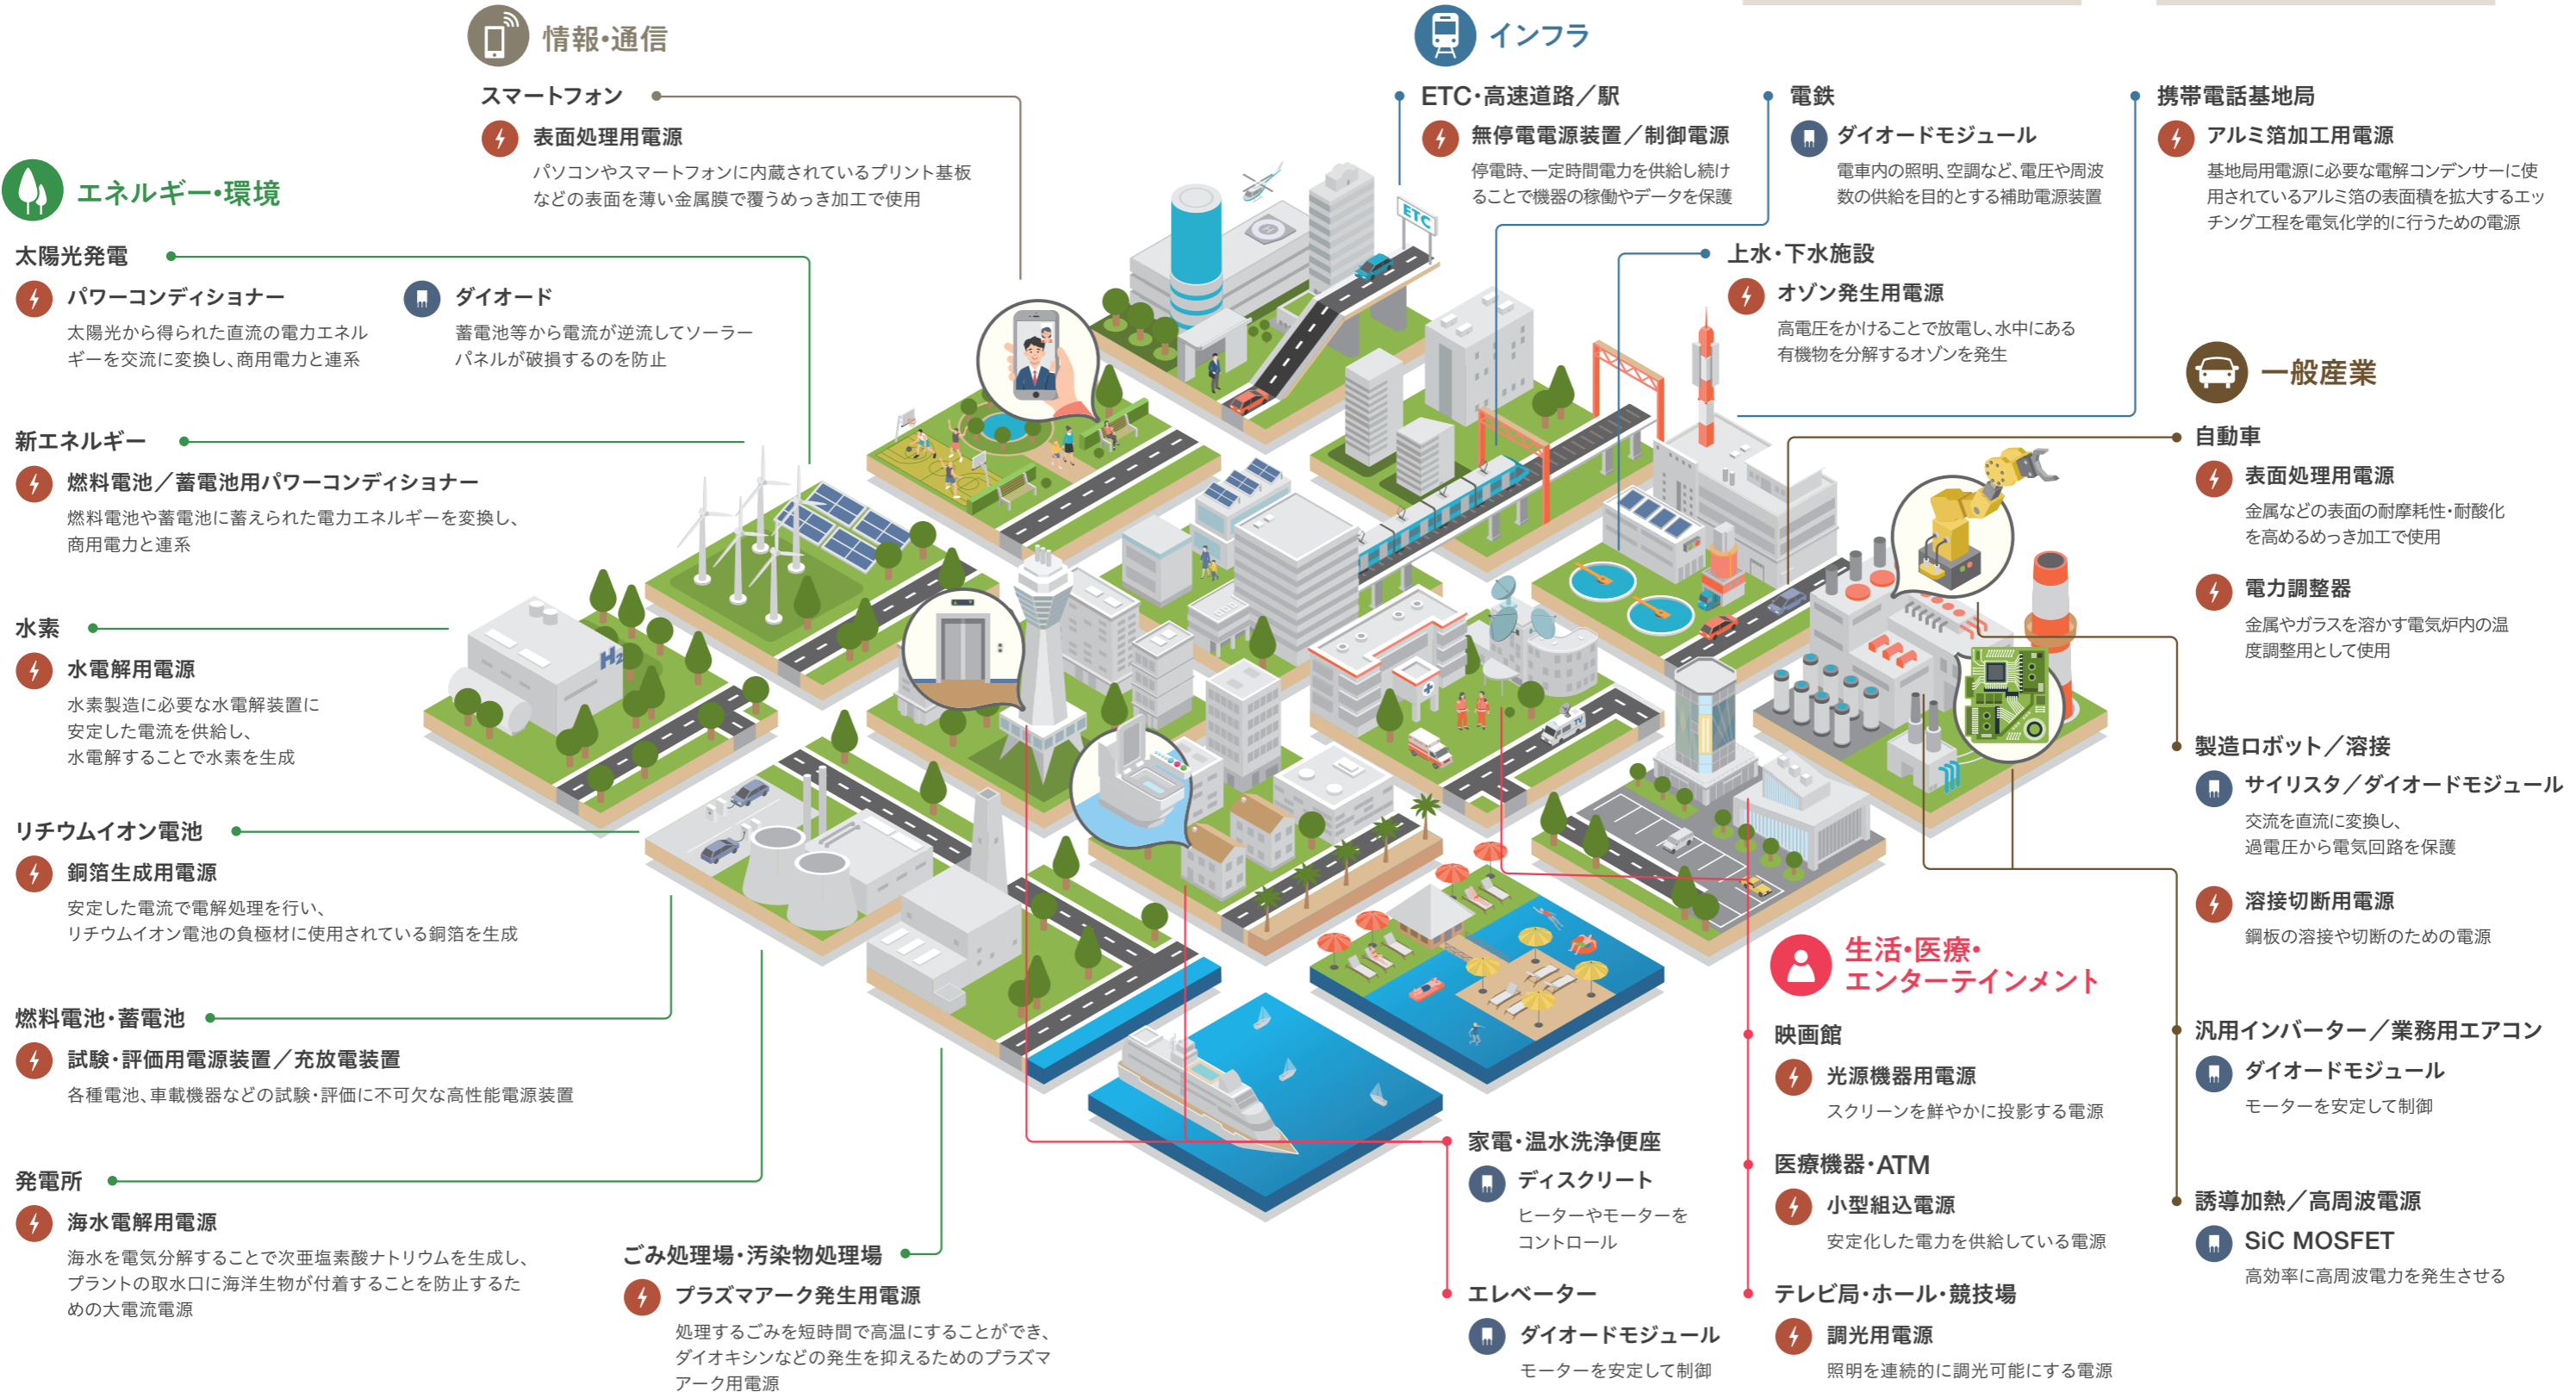 情報・通信
スマートフォン
表面処理用電源
パソコンやスマートフォンに内蔵されているプリント基板
などの表面を薄い金属膜で覆うめっき加工で使用
インフラ
ETC・高速道路／駅
無停電電源装置／制御電源
停電時、一定時間電力を供給し続け
ることで機器の稼働やデータを保護
電鉄
ダイオードモジュール
電車内の照明、空調など、電圧や周波
数の供給を目的とする補助電源装置
携帯電話基地局
アルミ箔加工用電源
基地局用電源に必要な電解コンデンサーに使
用されているアルミ箔の表面積を拡大するエッ
チング工程を電気化学的に行うための電源
上水・下水施設
オゾン発生用電源
高電圧をかけることで放電し、水中にある
有機物を分解するオゾンを発生
エネルギー・環境
太陽光発電
パワーコンディショナー
太陽光から得られた直流の電力エネル
ギーを交流に変換し、商用電力と連系
ダイオード
蓄電池等から電流が逆流してソーラー
パネルが破損するのを防止
新エネルギー
燃料電池／蓄電池用パワーコンディショナー
燃料電池や蓄電池に蓄えられた電力エネルギーを変換し、
商用電力と連系
水素
水電解用電源
水素製造に必要な水電解装置に
安定した電流を供給し、
水電解することで水素を生成
リチウムイオン電池
銅箔生成用電源
安定した電流で電解処理を行い、
リチウムイオン電池の負極材に使用されている銅箔を生成
燃料電池・蓄電池
試験・評価用電源装置／充放電装置
各種電池、車載機器などの試験・評価に不可欠な高性能電源装置
発電所
海水電解用電源
海水を電気分解することで次亜塩素酸ナトリウムを生成し、
プラントの取水口に海洋生物が付着することを防止するた
めの大電流電源
ごみ処理場・汚染物処理場
プラズマアーク発生用電源
処理するごみを短時間で高温にすることができ、
ダイオキシンなどの発生を抑えるためのプラズマ
アーク用電源
ETC
H2
TV
一般産業
自動車
表面処理用電源
金属などの表面の耐摩耗性・耐酸化
を高めるめっき加工で使用
電力調整器
金属やガラスを溶かす電気炉内の温
度調整用として使用
製造ロボット／溶接
サイリスタ／ダイオードモジュール
交流を直流に変換し、
過電圧から電気回路を保護
溶接切断用電源
鋼板の溶接や切断のための電源
汎用インバーター／業務用エアコン
ダイオードモジュール
モーターを安定して制御
誘導加熱／高周波電源
SiC MOSFET
高効率に高周波電力を発生させる
生活・医療・
エンターテインメント
映画館
光源機器用電源
スクリーンを鮮やかに投影する電源
医療機器・ATM
小型組込電源
安定化した電力を供給している電源
テレビ局・ホール・競技場
調光用電源
照明を連続的に調光可能にする電源
家電・温水洗浄便座
ディスクリート
ヒーターやモーターを
コントロール
エレベーター
ダイオードモジュール
モーターを安定して制御